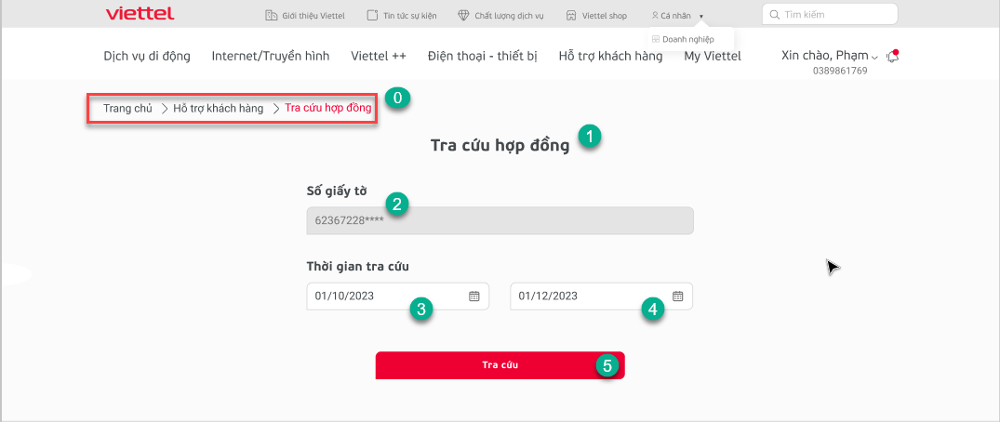 viettel
Giới thiệu Viettel
Tin tức sự kiện
Chất lượng dịch vụ
Viettel shop
Cá nhân
Tìm kiếm
Doanh nghiệp
Dịch vụ di động
Internet/Truyền hình
Viettel ++
Điện thoại - thiết bị
Hỗ trợ khách hàng
My Viettel
Xin chào, Phạm
0389861769
Trang chủ > Hỗ trợ khách hàng > Tra cứu hợp đồng
0
Tra cứu hợp đồng
1
Số giấy tờ
2
62367228****
Thời gian tra cứu
01/10/2023
3
01/12/2023
4
Tra cứu
5